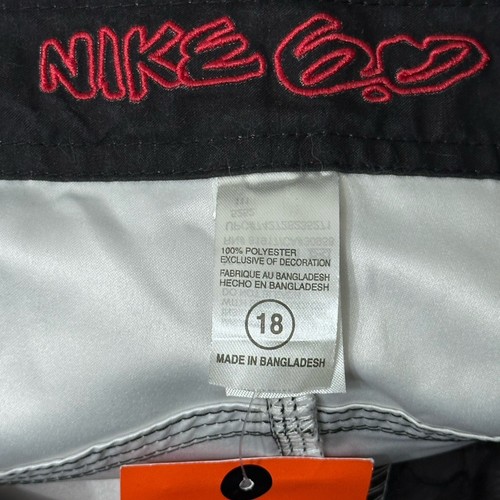 NIKE 6.0
100% POLYESTER
EXCLUSIVE OF DECORATION
FABRIQUE AU BANGLADESH
HECHO EN BANGLADESH
18
MADE IN BANGLADESH